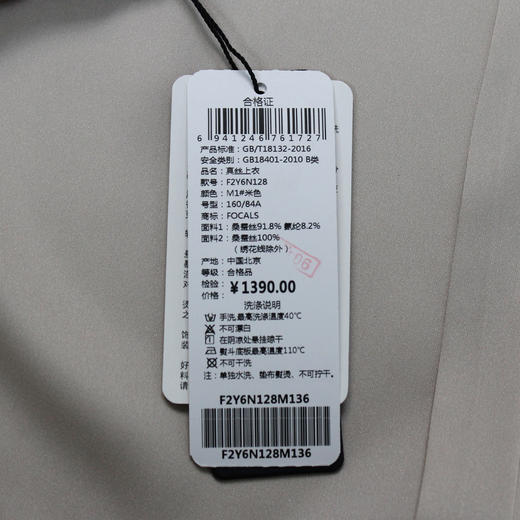 合格证
6 941246 761727
产品标准：GB/T18132-2016
安全类别：GB18401-2010 B类
品名：真丝上衣
款号：F2Y6N128
颜色：M1#米色
号型：160/84A
商标：FOCALS
面料1：桑蚕丝91.8% 氨纶8.2%
面料2：桑蚕丝100%
（绣花线除外）
产地：中国北京
等级：合格品
检验：
06
价格：¥1390.00
洗涤说明
手洗,最高洗涤温度40℃
不可漂白
在阴凉处悬挂晾干
熨斗底板最高温度110℃
不可干洗
注：单独水洗、垫布熨烫、不可拧干。
F2Y6N128M136
F2Y6N128M136